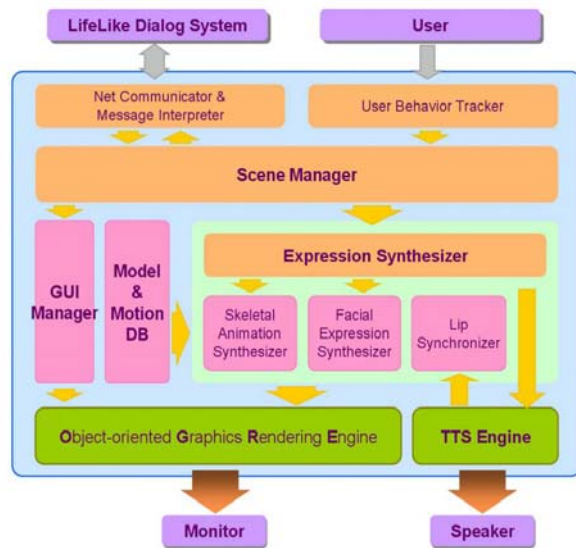 LifeLike Dialog System
User
Net Communicator &
Message Interpreter
User Behavior Tracker
Scene Manager
GUI
Manager
Model
&
Motion
DB
Expression Synthesizer
Skeletal
Animation
Synthesizer
Facial
Expression
Synthesizer
Lip
Synchronizer
Object-oriented Graphics Rendering Engine
TTS Engine
Monitor
Speaker